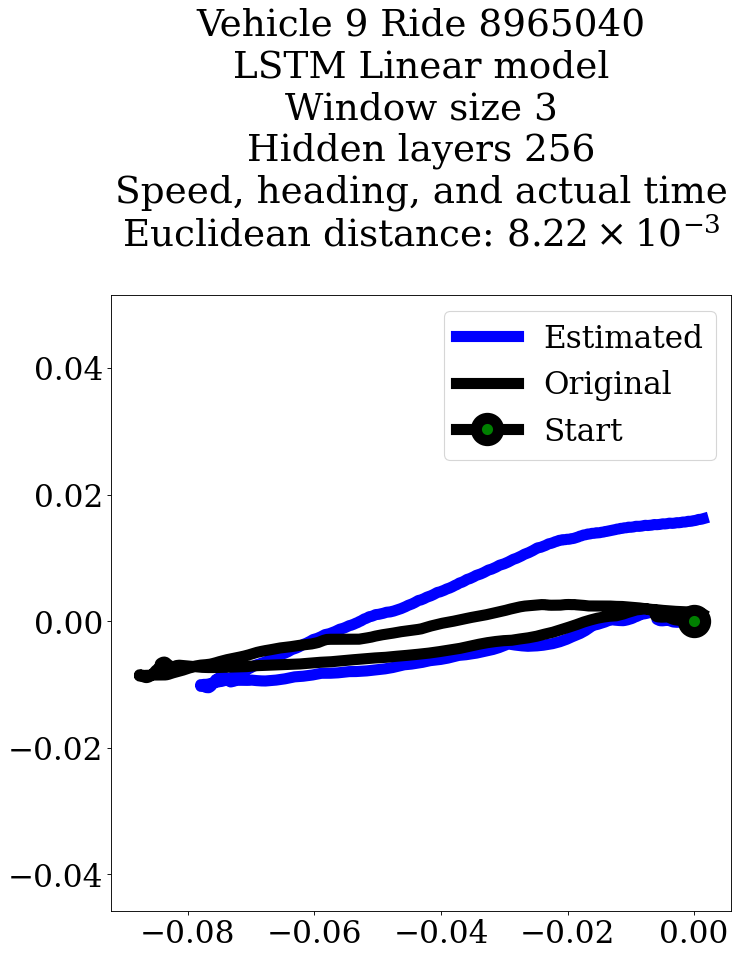 Vehicle 9 Ride 8965040
LSTM Linear model
Window size 3
Hidden layers 256
Speed, heading, and actual time
Euclidean distance: 8.22 × 10⁻³
Estimated
Original
Start
0.04
0.02
0.00
−0.02
−0.04
−0.08 −0.06 −0.04 −0.02 0.00